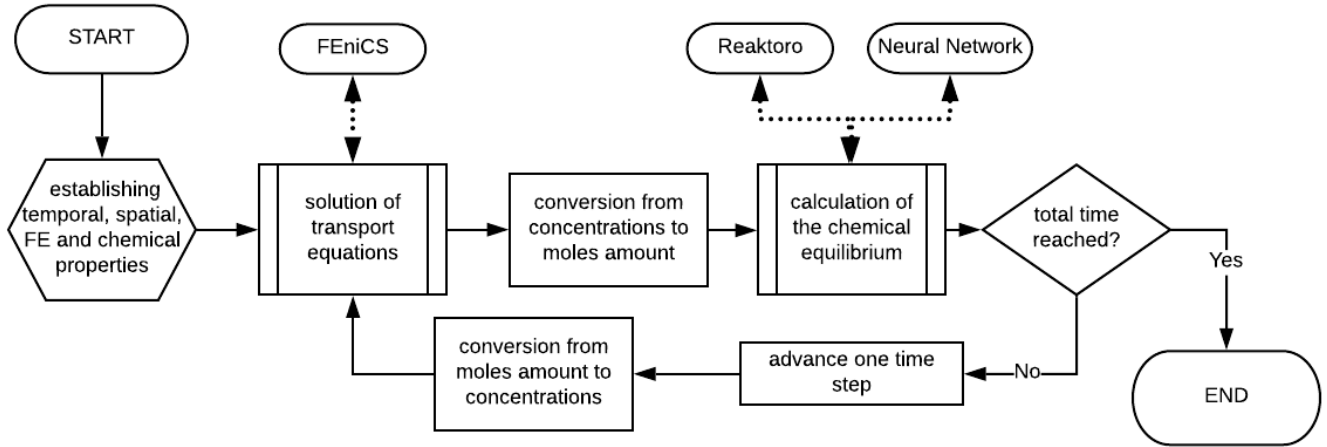 START
FEniCS
Reaktoro
Neural Network
establishing
temporal, spatial,
FE and chemical
properties
solution of
transport
equations
conversion from
concentrations to
moles amount
calculation of
the chemical
equilibrium
total time
reached?
Yes
No
advance one time
step
conversion from
moles amount to
concentrations
END